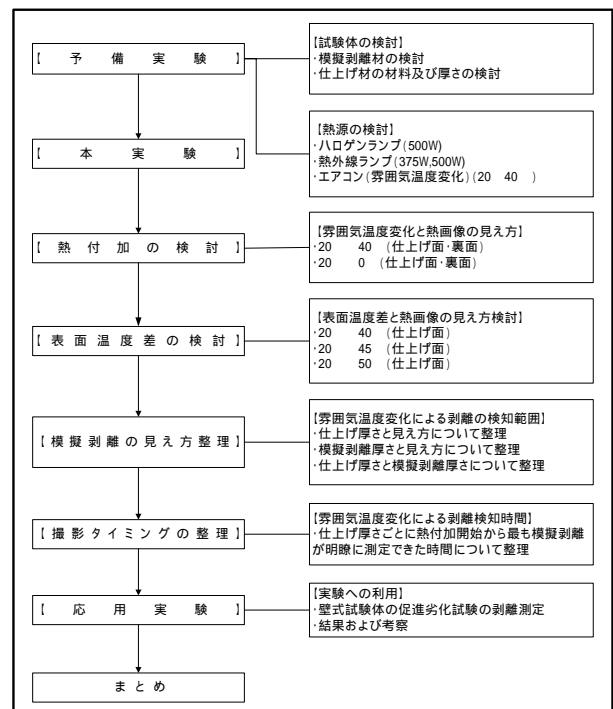 【予備実験】
【試験体の検討】
・模擬剥離材の検討
・仕上げ材の材料及び厚さの検討
【熱源の検討】
・ハロゲンランプ(500W)
・熱外線ランプ(375W,500W)
・エアコン(雰囲気温度変化)(20 40 )
【本実験】
【熱付加の検討】
【雰囲気温度変化と熱画像の見え方】
・20 40 (仕上げ面・裏面)
・20 0 (仕上げ面・裏面)
【表面温度差の検討】
【表面温度差と熱画像の見え方検討】
・20 40 (仕上げ面)
・20 45 (仕上げ面)
・20 50 (仕上げ面)
【模擬剥離の見え方整理】
【雰囲気温度変化による剥離の検知範囲】
・仕上げ厚さと見え方について整理
・模擬剥離厚さと見え方について整理
・仕上げ厚さと模擬剥離厚さについて整理
【撮影タイミングの整理】
【雰囲気温度変化による剥離検知時間】
・仕上げ厚さごとに熱付加開始から最も模擬剥離
が明瞭に測定できた時間について整理
【応用実験】
【実験への利用】
・壁式試験体の促進劣化試験の剥離測定
・結果および考察
まとめ